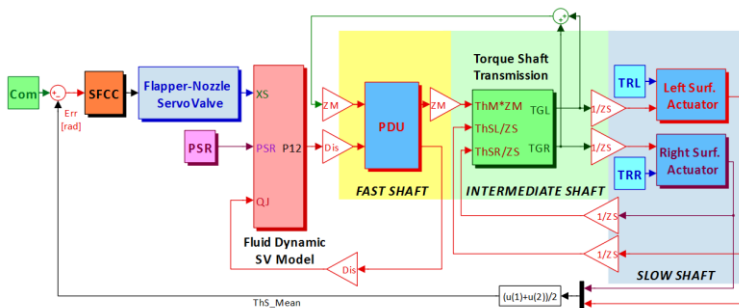 Torque Shaft
Transmission
Flapper-Nozzle
ServoValve
SFCC
Com
Err
[rad]
XS
PSR
PSR
P12
QJ
Fluid Dynamic
SV Model
ZM
Dis
PDU
ZM
FAST SHAFT
ThM*ZM
ThSL/ZS
ThSR/ZS
TGL
TGR
INTERMEDIATE SHAFT
1/ZS
1/ZS
TRL
Left Surf.
Actuator
Right Surf.
Actuator
TRR
1/ZS
1/ZS
SLOW SHAFT
Dis
(u(1)+u(2))/2
ThS_Mean